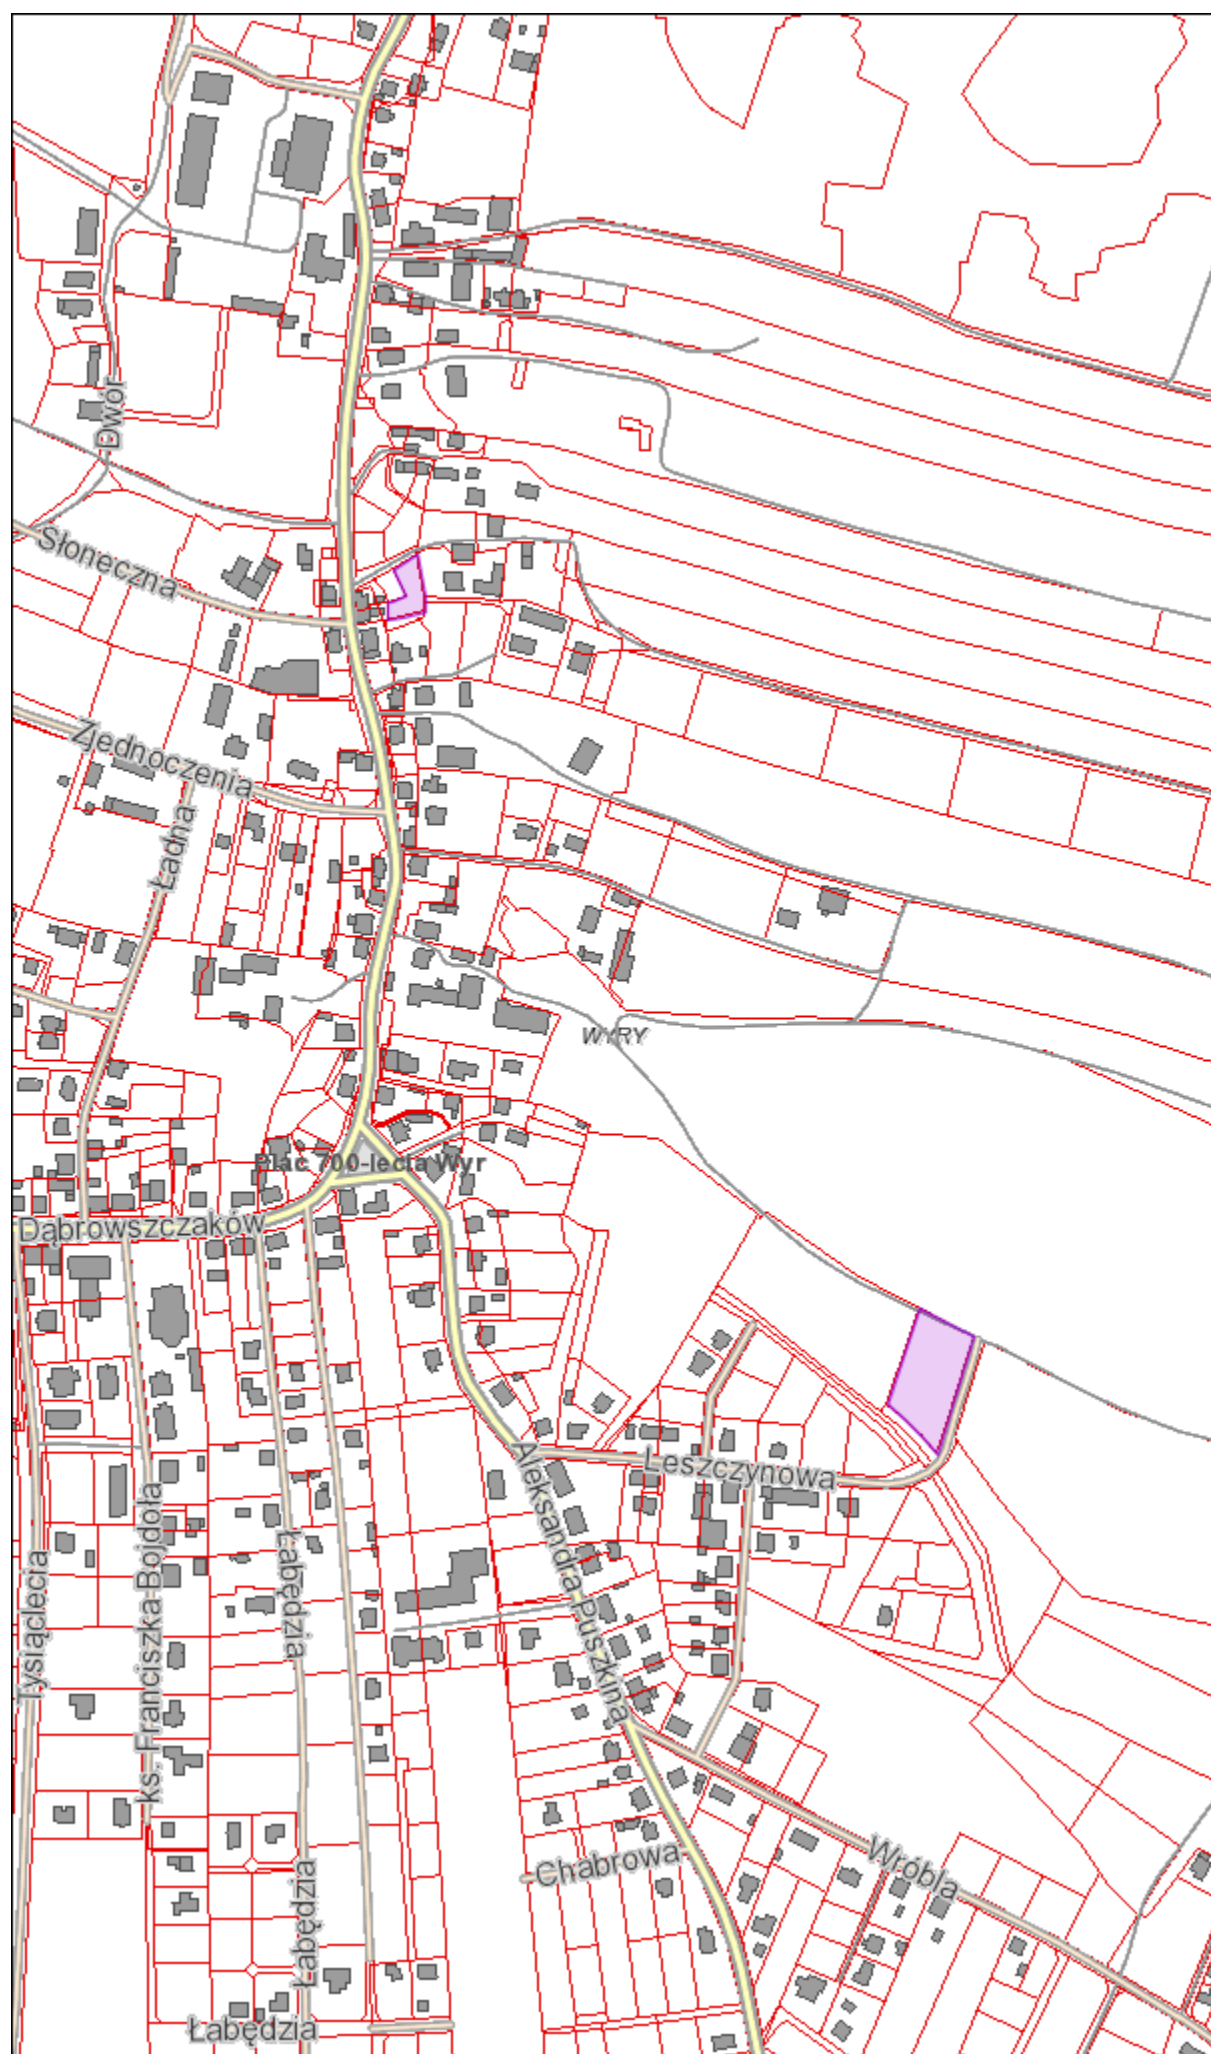 Dwór
Słoneczna
Zjednoczenia
Ładna
WYRY
Plac 700-lecia Wyr
Dąbrowszczaków
Leszczynowa
Aleksandra Puszkina
Tysiąclecia
ks. Franciszka Bojdoła
Łabędzia
Chabrowa
Wróbla
Łabędzia
Łabędzia